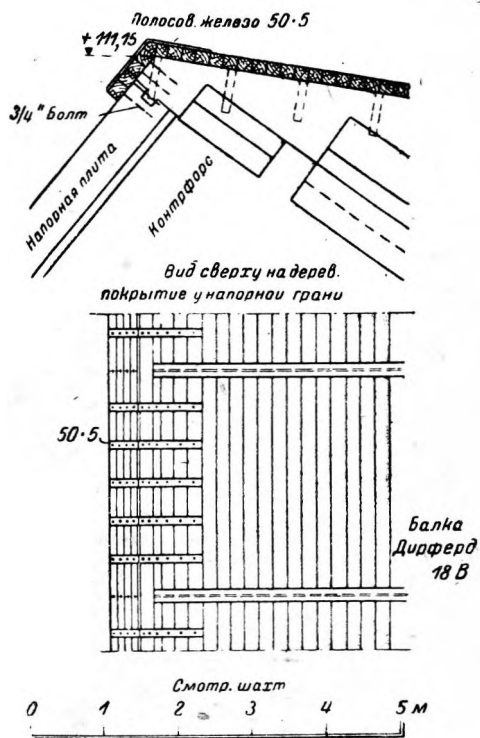 Полосов. железо 50·5
+ 111,15
3/4" Болт
Напорная плита
Контрфорс
Вид сверху на дерев.
покрытие у напорной грани
50·5
Балка
Дирферд
18 В
Смотр. шахт
0 1 2 3 4 5 м